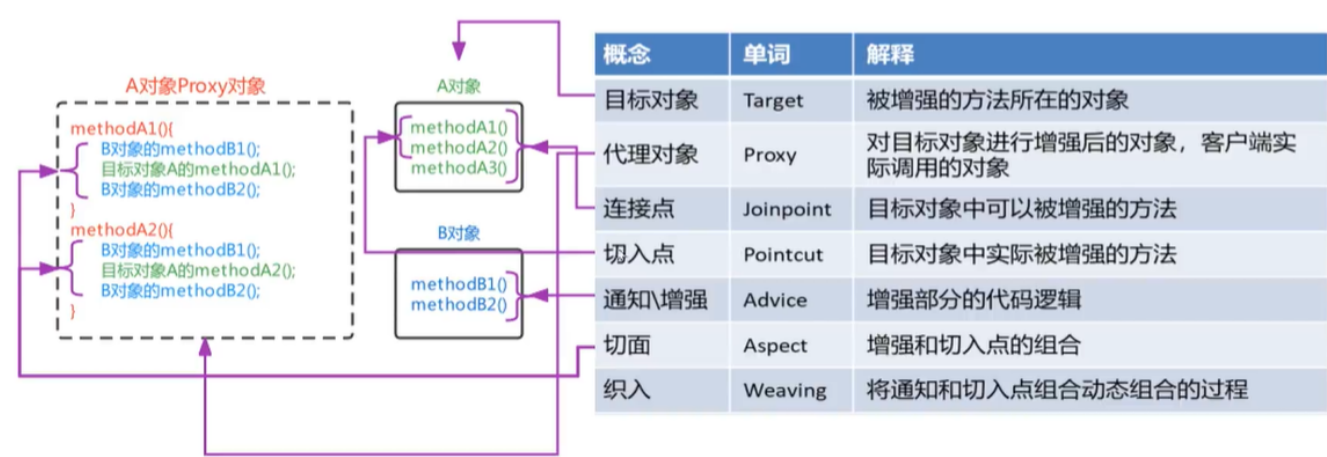 A对象Proxy对象
methodA1(){
B对象的methodB1();
目标对象A的methodA1();
B对象的methodB2();
}
methodA2(){
B对象的methodB1();
目标对象A的methodA2();
B对象的methodB2();
}
A对象
methodA1()
methodA2()
methodA3()
B对象
methodB1()
methodB2()
概念 单词 解释
目标对象 Target 被增强的方法所在的对象
代理对象 Proxy 对目标对象进行增强后的对象，客户端实
际调用的对象
连接点 Joinpoint 目标对象中可以被增强的方法
切入点 Pointcut 目标对象中实际被增强的方法
通知\增强 Advice 增强部分的代码逻辑
切面 Aspect 增强和切入点的组合
织入 Weaving 将通知和切入点组合动态组合的过程